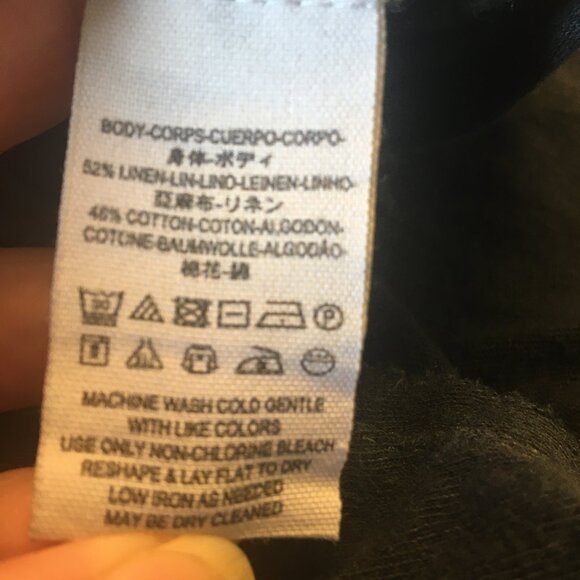 BODY-CORPS-CUERPO-CORPO-
身体-ボディ
52% LINEN-LIN-LINO-LEINEN-LINHO-
亞麻布-リネン
48% COTTON-COTON-ALGODÓN-
COTONE-BAUMWOLLE-ALGODÃO-
棉花-綿
MACHINE WASH COLD GENTLE
WITH LIKE COLORS
USE ONLY NON-CHLORINE BLEACH
RESHAPE & LAY FLAT TO DRY
LOW IRON AS NEEDED
MAY BE DRY CLEANED